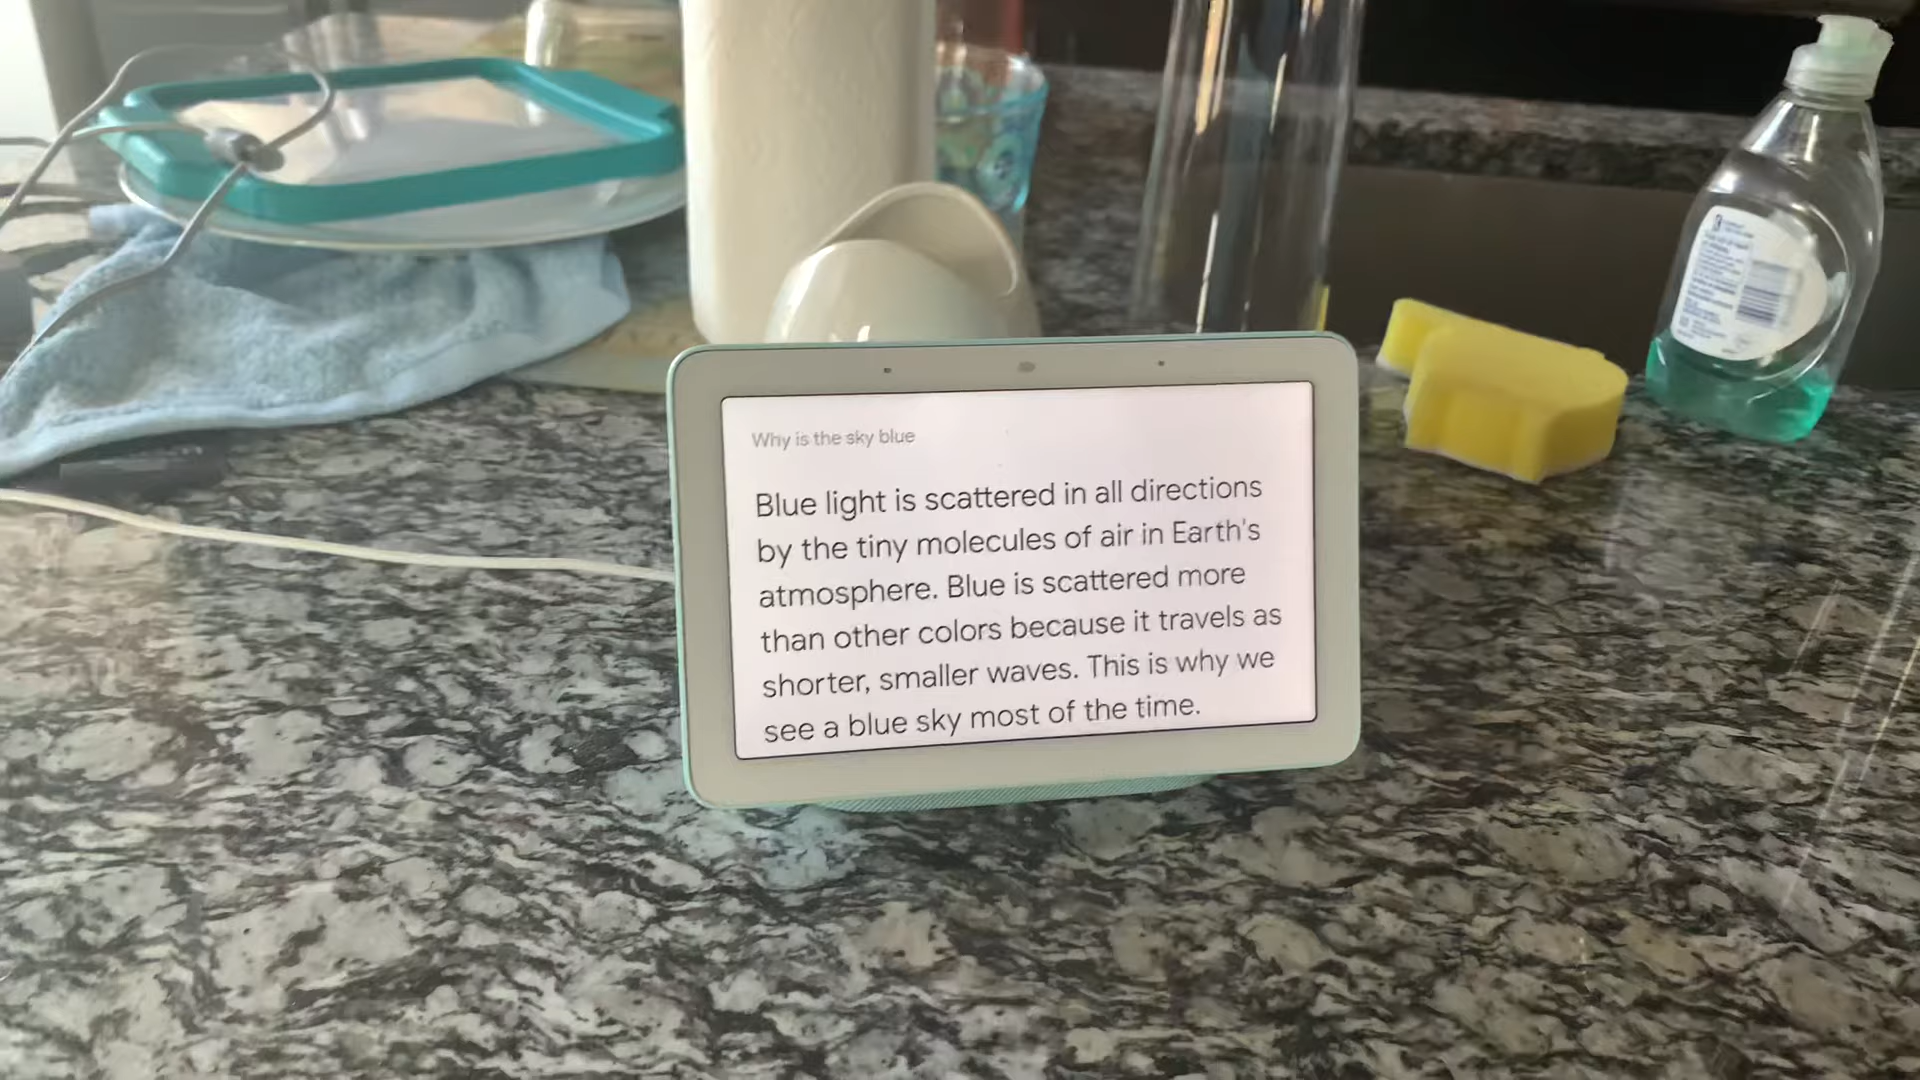 Why is the sky blue
Blue light is scattered in all directions
by the tiny molecules of air in Earth's
atmosphere. Blue is scattered more
than other colors because it travels as
shorter, smaller waves. This is why we
see a blue sky most of the time.